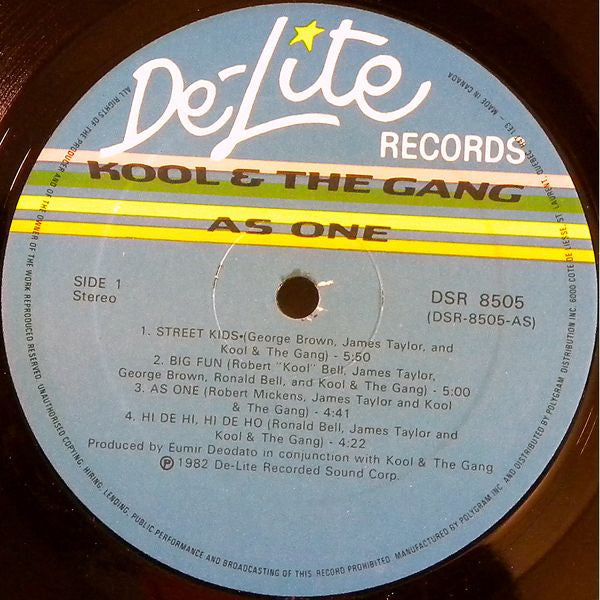 De-Lite
RECORDS
KOOL & THE GANG
AS ONE
SIDE 1
Stereo
DSR 8505
(DSR-8505-AS)
1. STREET KIDS•(George Brown, James Taylor, and
Kool & The Gang) - 5:50
2. BIG FUN (Robert "Kool" Bell, James Taylor,
George Brown, Ronald Bell, and Kool & The Gang) - 5:00
3. AS ONE (Robert Mickens, James Taylor and Kool
& The Gang) - 4:41
4. HI DE HI, HI DE HO (Ronald Bell, James Taylor and
Kool & The Gang) - 4:22
Produced by Eumir Deodato in conjunction with Kool & The Gang
℗ 1982 De-Lite Recorded Sound Corp.
ALL RIGHTS OF THE PRODUCER AND OF THE OWNER OF THE WORK REPRODUCED RESERVED. UNAUTHORISED COPYING, HIRING, LENDING, PUBLIC PERFORMANCE AND BROADCASTING OF THIS RECORD PROHIBITED. MANUFACTURED BY POLYGRAM INC. AND DISTRIBUTED BY POLYGRAM DISTRIBUTION INC. 6000 COTE DE LIESSE, ST. LAURENT, QUEBEC 1E3 - MADE IN CANADA